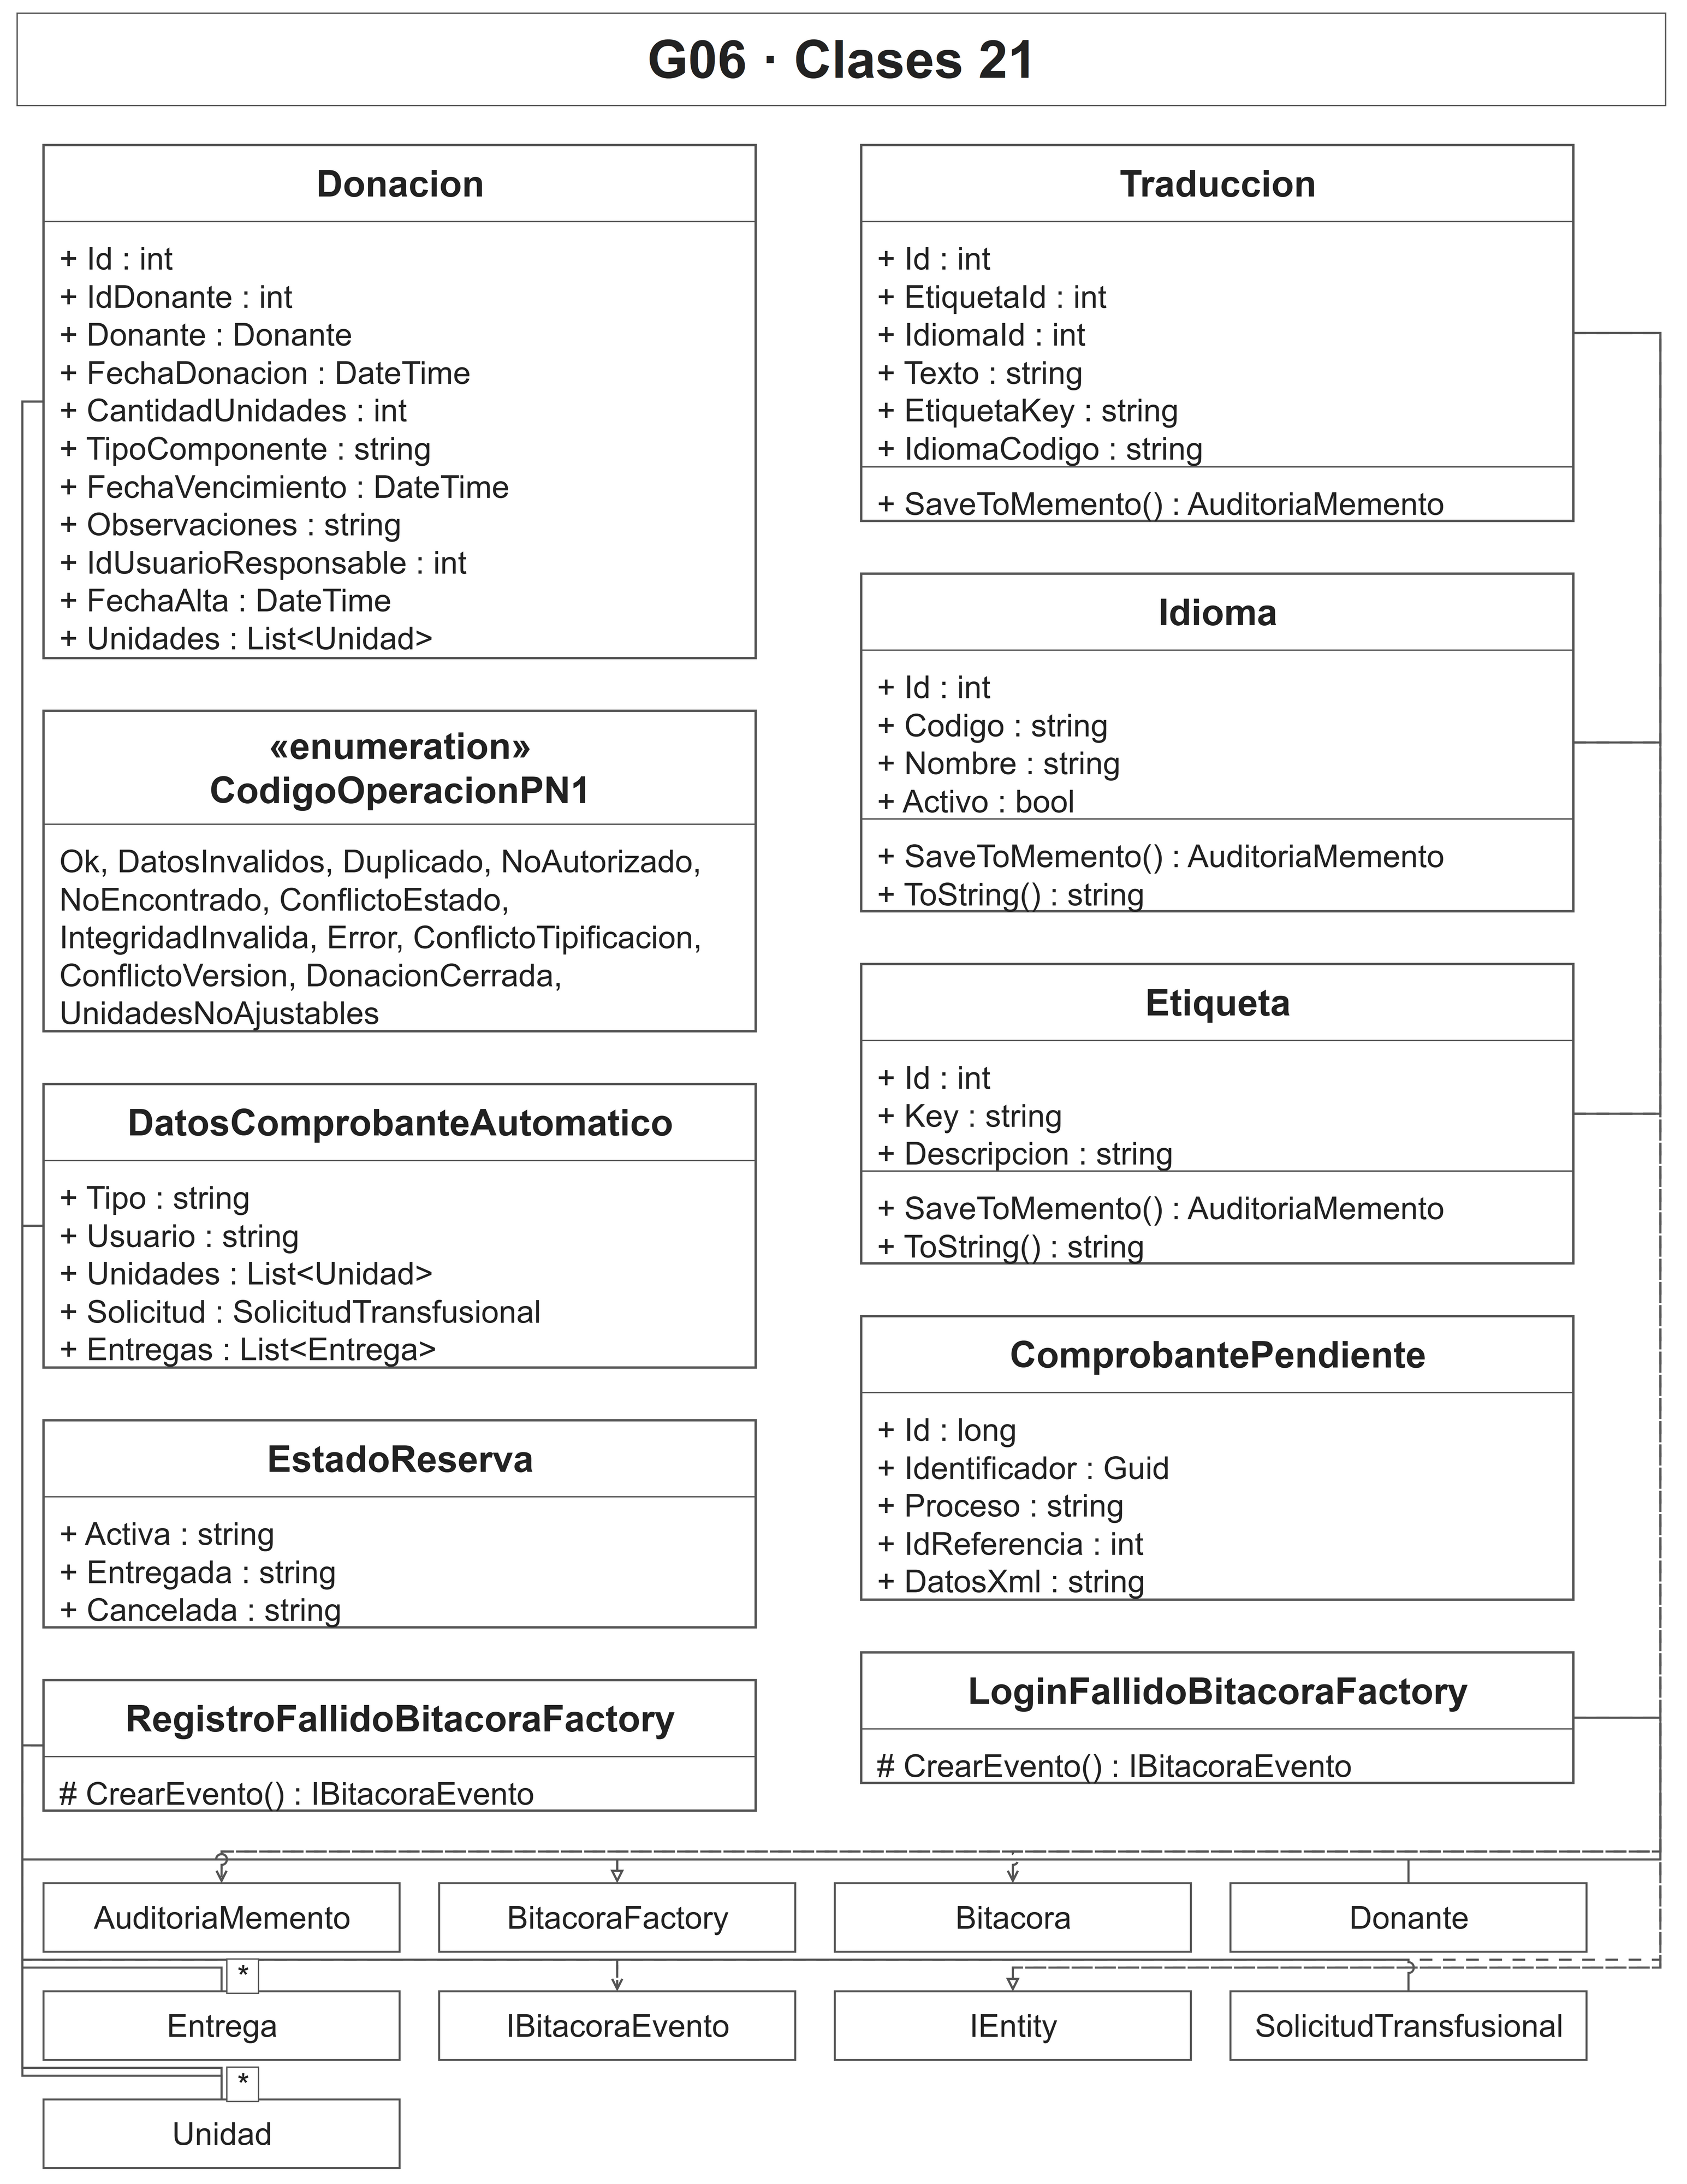 G06 · Clases 21
Donacion
+ Id : int
+ IdDonante : int
+ Donante : Donante
+ FechaDonacion : DateTime
+ CantidadUnidades : int
+ TipoComponente : string
+ FechaVencimiento : DateTime
+ Observaciones : string
+ IdUsuarioResponsable : int
+ FechaAlta : DateTime
+ Unidades : List<Unidad>
«enumeration»
CodigoOperacionPN1
Ok, DatosInvalidos, Duplicado, NoAutorizado,
NoEncontrado, ConflictoEstado,
IntegridadInvalida, Error, ConflictoTipificacion,
ConflictoVersion, DonacionCerrada,
UnidadesNoAjustables
DatosComprobanteAutomatico
+ Tipo : string
+ Usuario : string
+ Unidades : List<Unidad>
+ Solicitud : SolicitudTransfusional
+ Entregas : List<Entrega>
EstadoReserva
+ Activa : string
+ Entregada : string
+ Cancelada : string
RegistroFallidoBitacoraFactory
# CrearEvento() : IBitacoraEvento
Traduccion
+ Id : int
+ EtiquetaId : int
+ IdiomaId : int
+ Texto : string
+ EtiquetaKey : string
+ IdiomaCodigo : string
+ SaveToMemento() : AuditoriaMemento
Idioma
+ Id : int
+ Codigo : string
+ Nombre : string
+ Activo : bool
+ SaveToMemento() : AuditoriaMemento
+ ToString() : string
Etiqueta
+ Id : int
+ Key : string
+ Descripcion : string
+ SaveToMemento() : AuditoriaMemento
+ ToString() : string
ComprobantePendiente
+ Id : long
+ Identificador : Guid
+ Proceso : string
+ IdReferencia : int
+ DatosXml : string
LoginFallidoBitacoraFactory
# CrearEvento() : IBitacoraEvento
AuditoriaMemento
BitacoraFactory
Bitacora
Donante
*
Entrega
IBitacoraEvento
IEntity
SolicitudTransfusional
*
Unidad